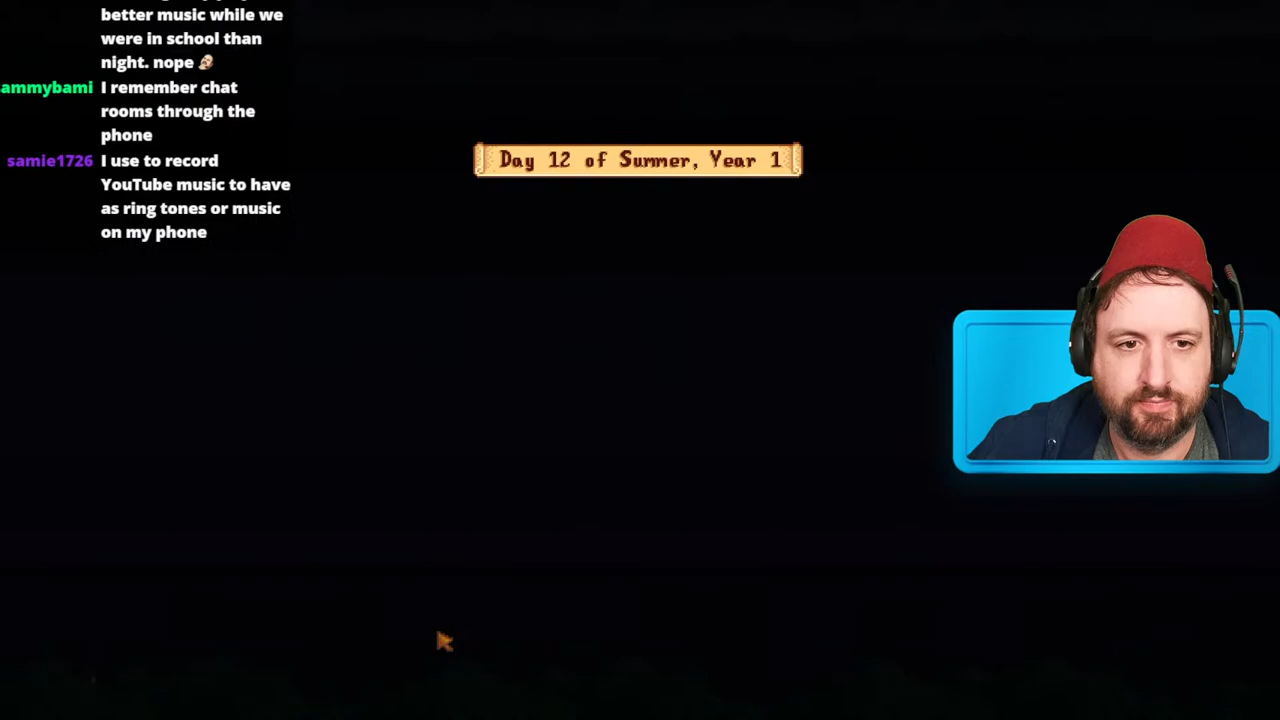 better music while we
were in school than
night. nope
ammybami I remember chat
rooms through the
phone
samie1726 I use to record
YouTube music to have
as ring tones or music
on my phone
Day 12 of Summer, Year 1